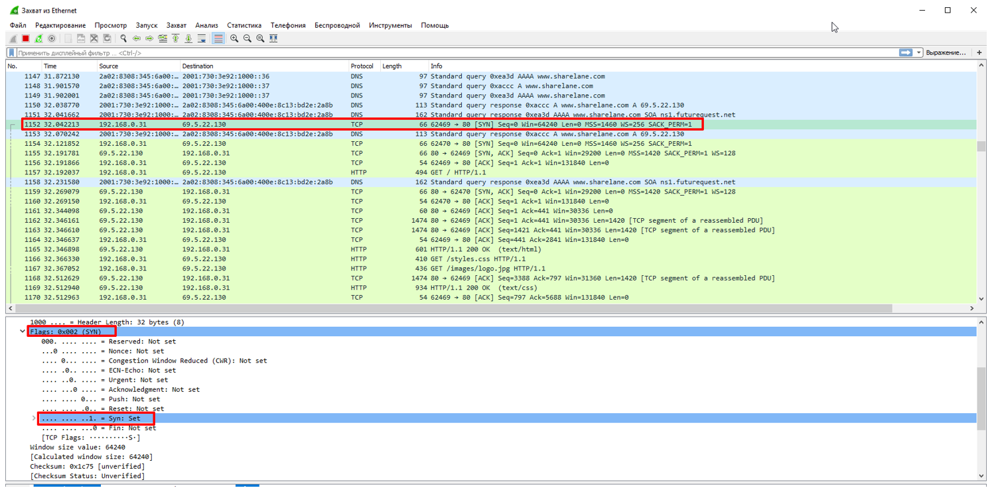 Захват из Ethernet
Файл Редактирование Просмотр Запуск Захват Анализ Статистика Телефония Беспроводной Инструменты Помощь
Применить дисплейный фильтр ... <Ctrl-/> Выражение... +
No. Time Source Destination Protocol Length Info
1147 31.872130 2a02:8308:345:6a00:… 2001:730:3e92:1000::36 DNS 97 Standard query 0xea3d AAAA www.sharelane.com
1148 31.901570 2a02:8308:345:6a00:… 2001:730:3e92:1000::37 DNS 97 Standard query 0xaccc A www.sharelane.com
1149 31.902001 2a02:8308:345:6a00:… 2001:730:3e92:1000::37 DNS 97 Standard query 0xea3d AAAA www.sharelane.com
1150 32.038770 2001:730:3e92:1000:… 2a02:8308:345:6a00:400e:8c13:bd2e:2a8b DNS 113 Standard query response 0xaccc A www.sharelane.com A 69.5.22.130
1151 32.041662 2001:730:3e92:1000:… 2a02:8308:345:6a00:400e:8c13:bd2e:2a8b DNS 162 Standard query response 0xea3d AAAA www.sharelane.com SOA ns1.futurequest.net
1152 32.042213 192.168.0.31 69.5.22.130 TCP 66 62469 → 80 [SYN] Seq=0 Win=64240 Len=0 MSS=1460 WS=256 SACK_PERM=1
1153 32.070242 2001:730:3e92:1000:… 2a02:8308:345:6a00:400e:8c13:bd2e:2a8b DNS 113 Standard query response 0xaccc A www.sharelane.com A 69.5.22.130
1154 32.121852 192.168.0.31 69.5.22.130 TCP 66 62470 → 80 [SYN] Seq=0 Win=64240 Len=0 MSS=1460 WS=256 SACK_PERM=1
1155 32.191781 69.5.22.130 192.168.0.31 TCP 66 80 → 62469 [SYN, ACK] Seq=0 Ack=1 Win=29200 Len=0 MSS=1420 SACK_PERM=1 WS=128
1156 32.191866 192.168.0.31 69.5.22.130 TCP 54 62469 → 80 [ACK] Seq=1 Ack=1 Win=131840 Len=0
1157 32.192037 192.168.0.31 69.5.22.130 HTTP 494 GET / HTTP/1.1
1158 32.231580 2001:730:3e92:1000:… 2a02:8308:345:6a00:400e:8c13:bd2e:2a8b DNS 162 Standard query response 0xea3d AAAA www.sharelane.com SOA ns1.futurequest.net
1159 32.269079 69.5.22.130 192.168.0.31 TCP 66 80 → 62470 [SYN, ACK] Seq=0 Ack=1 Win=29200 Len=0 MSS=1420 SACK_PERM=1 WS=128
1160 32.269150 192.168.0.31 69.5.22.130 TCP 54 62470 → 80 [ACK] Seq=1 Ack=1 Win=131840 Len=0
1161 32.344098 69.5.22.130 192.168.0.31 TCP 60 80 → 62469 [ACK] Seq=1 Ack=441 Win=30336 Len=0
1162 32.346161 69.5.22.130 192.168.0.31 TCP 1474 80 → 62469 [ACK] Seq=1 Ack=441 Win=30336 Len=1420 [TCP segment of a reassembled PDU]
1163 32.346610 69.5.22.130 192.168.0.31 TCP 1474 80 → 62469 [ACK] Seq=1421 Ack=441 Win=30336 Len=1420 [TCP segment of a reassembled PDU]
1164 32.346637 192.168.0.31 69.5.22.130 TCP 54 62469 → 80 [ACK] Seq=441 Ack=2841 Win=131840 Len=0
1165 32.346898 69.5.22.130 192.168.0.31 HTTP 601 HTTP/1.1 200 OK (text/html)
1166 32.366330 192.168.0.31 69.5.22.130 HTTP 410 GET /styles.css HTTP/1.1
1167 32.367052 192.168.0.31 69.5.22.130 HTTP 436 GET /images/logo.jpg HTTP/1.1
1168 32.512629 69.5.22.130 192.168.0.31 TCP 1474 80 → 62469 [ACK] Seq=3388 Ack=797 Win=31360 Len=1420 [TCP segment of a reassembled PDU]
1169 32.512940 69.5.22.130 192.168.0.31 HTTP 934 HTTP/1.1 200 OK (text/css)
1170 32.512963 192.168.0.31 69.5.22.130 TCP 54 62469 → 80 [ACK] Seq=797 Ack=5688 Win=131840 Len=0
1000 .... = Header Length: 32 bytes (8)
Flags: 0x002 (SYN)
000. .... .... = Reserved: Not set
...0 .... .... = Nonce: Not set
.... 0... .... = Congestion Window Reduced (CWR): Not set
.... .0.. .... = ECN-Echo: Not set
.... ..0. .... = Urgent: Not set
.... ...0 .... = Acknowledgment: Not set
.... .... 0... = Push: Not set
.... .... .0.. = Reset: Not set
.... .... ..1. = Syn: Set
.... .... ...0 = Fin: Not set
[TCP Flags: ··········S·]
Window size value: 64240
[Calculated window size: 64240]
Checksum: 0x1c75 [unverified]
[Checksum Status: Unverified]